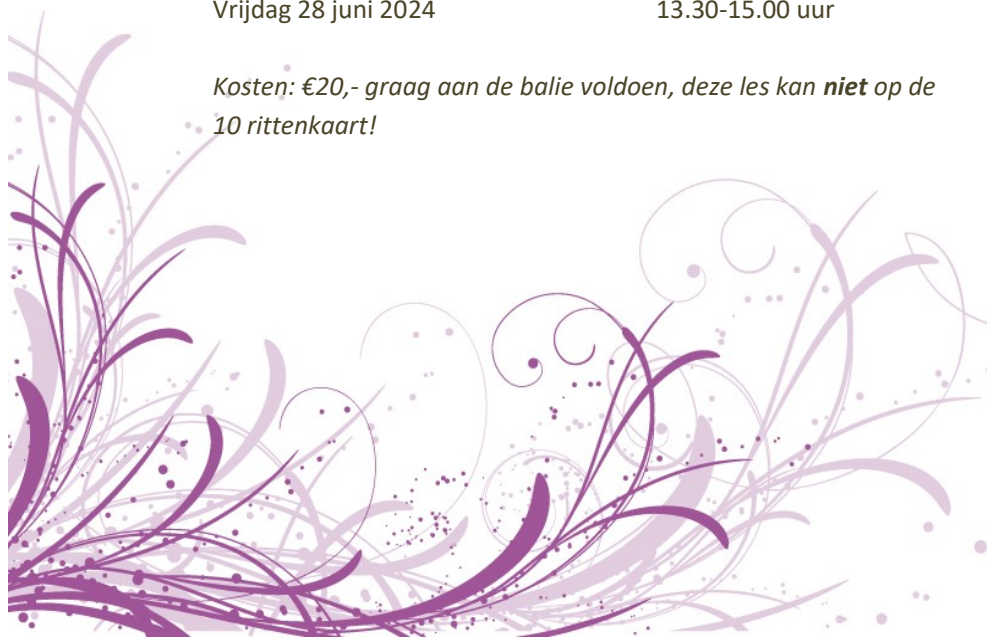 Vrijdag 28 juni 2024 13.30-15.00 uur
Kosten: €20,- graag aan de balie voldoen, deze les kan niet op de
10 rittenkaart!